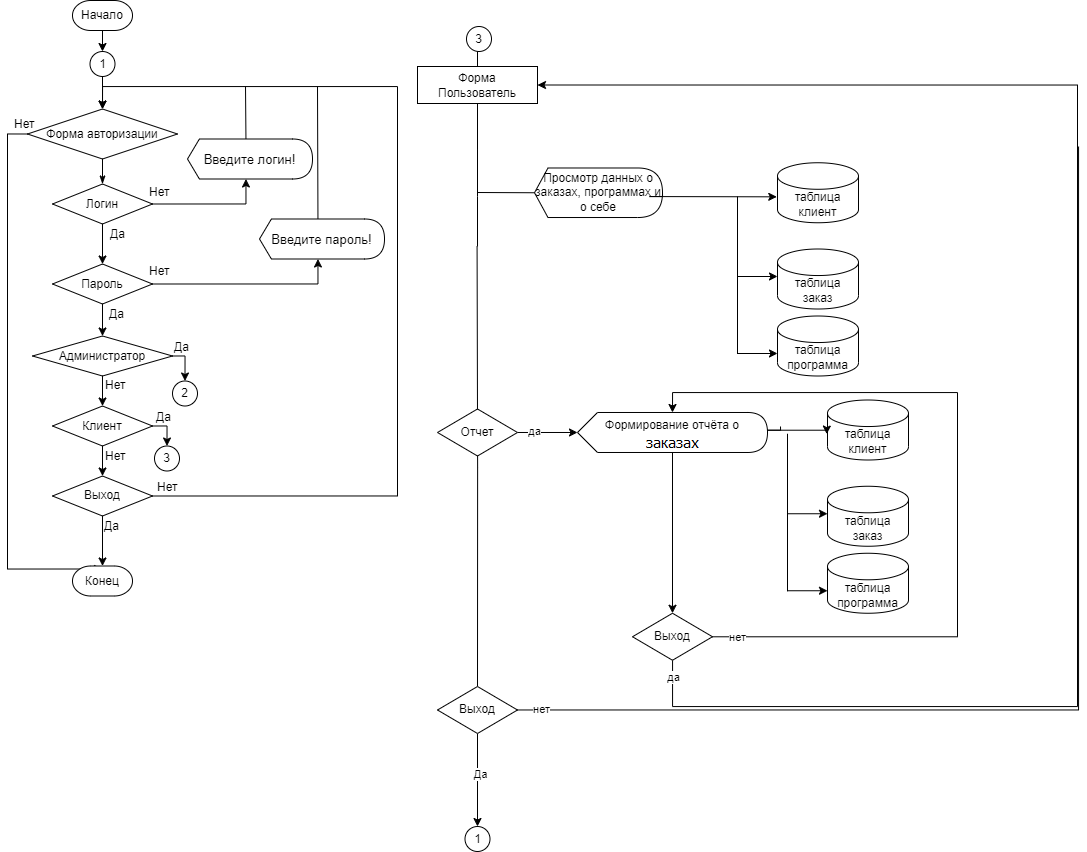 Начало
1
Нет
Форма авторизации
Введите логин!
Логин
Нет
Да
Введите пароль!
Пароль
Нет
Да
Администратор
Да
2
Нет
Клиент
Да
3
Нет
Выход
Нет
Да
Конец
3
Форма
Пользователь
Просмотр данных о
заказах, программах и
о себе
таблица
клиент
таблица
заказ
таблица
программа
Отчет
да
Формирование отчёта о
заказах
таблица
клиент
таблица
заказ
таблица
программа
Выход
нет
да
Выход
нет
Да
1